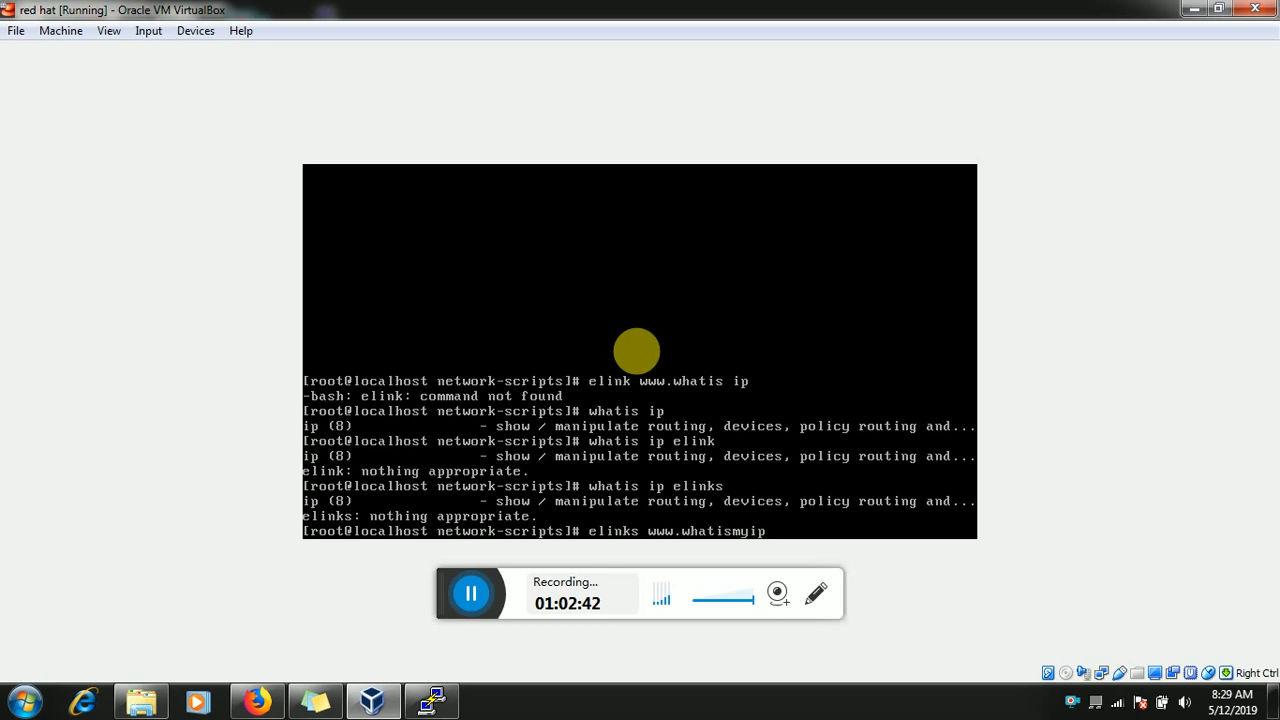 red hat [Running] - Oracle VM VirtualBox
File Machine View Input Devices Help
[root@localhost network-scripts]# elink www.whatis ip
-bash: elink: command not found
[root@localhost network-scripts]# whatis ip
ip (8) - show / manipulate routing, devices, policy routing and...
[root@localhost network-scripts]# whatis ip elink
ip (8) - show / manipulate routing, devices, policy routing and...
elink: nothing appropriate.
[root@localhost network-scripts]# whatis ip elinks
ip (8) - show / manipulate routing, devices, policy routing and...
elinks: nothing appropriate.
[root@localhost network-scripts]# elinks www.whatismyip
Recording...
01:02:42
Right Ctrl
8:29 AM
5/12/2019